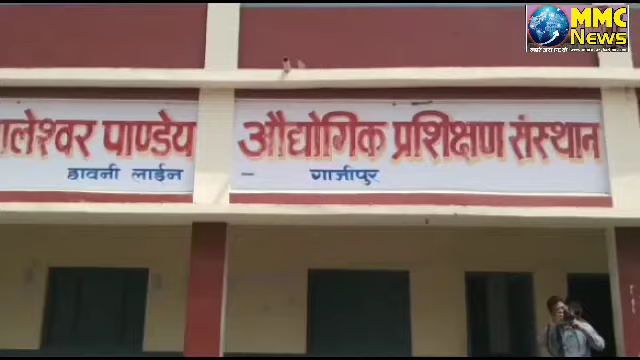 MMC
News
लेश्वर पाण्डेय औद्योगिक प्रशिक्षण संस्थान
छावनी लाईन - गाजीपुर